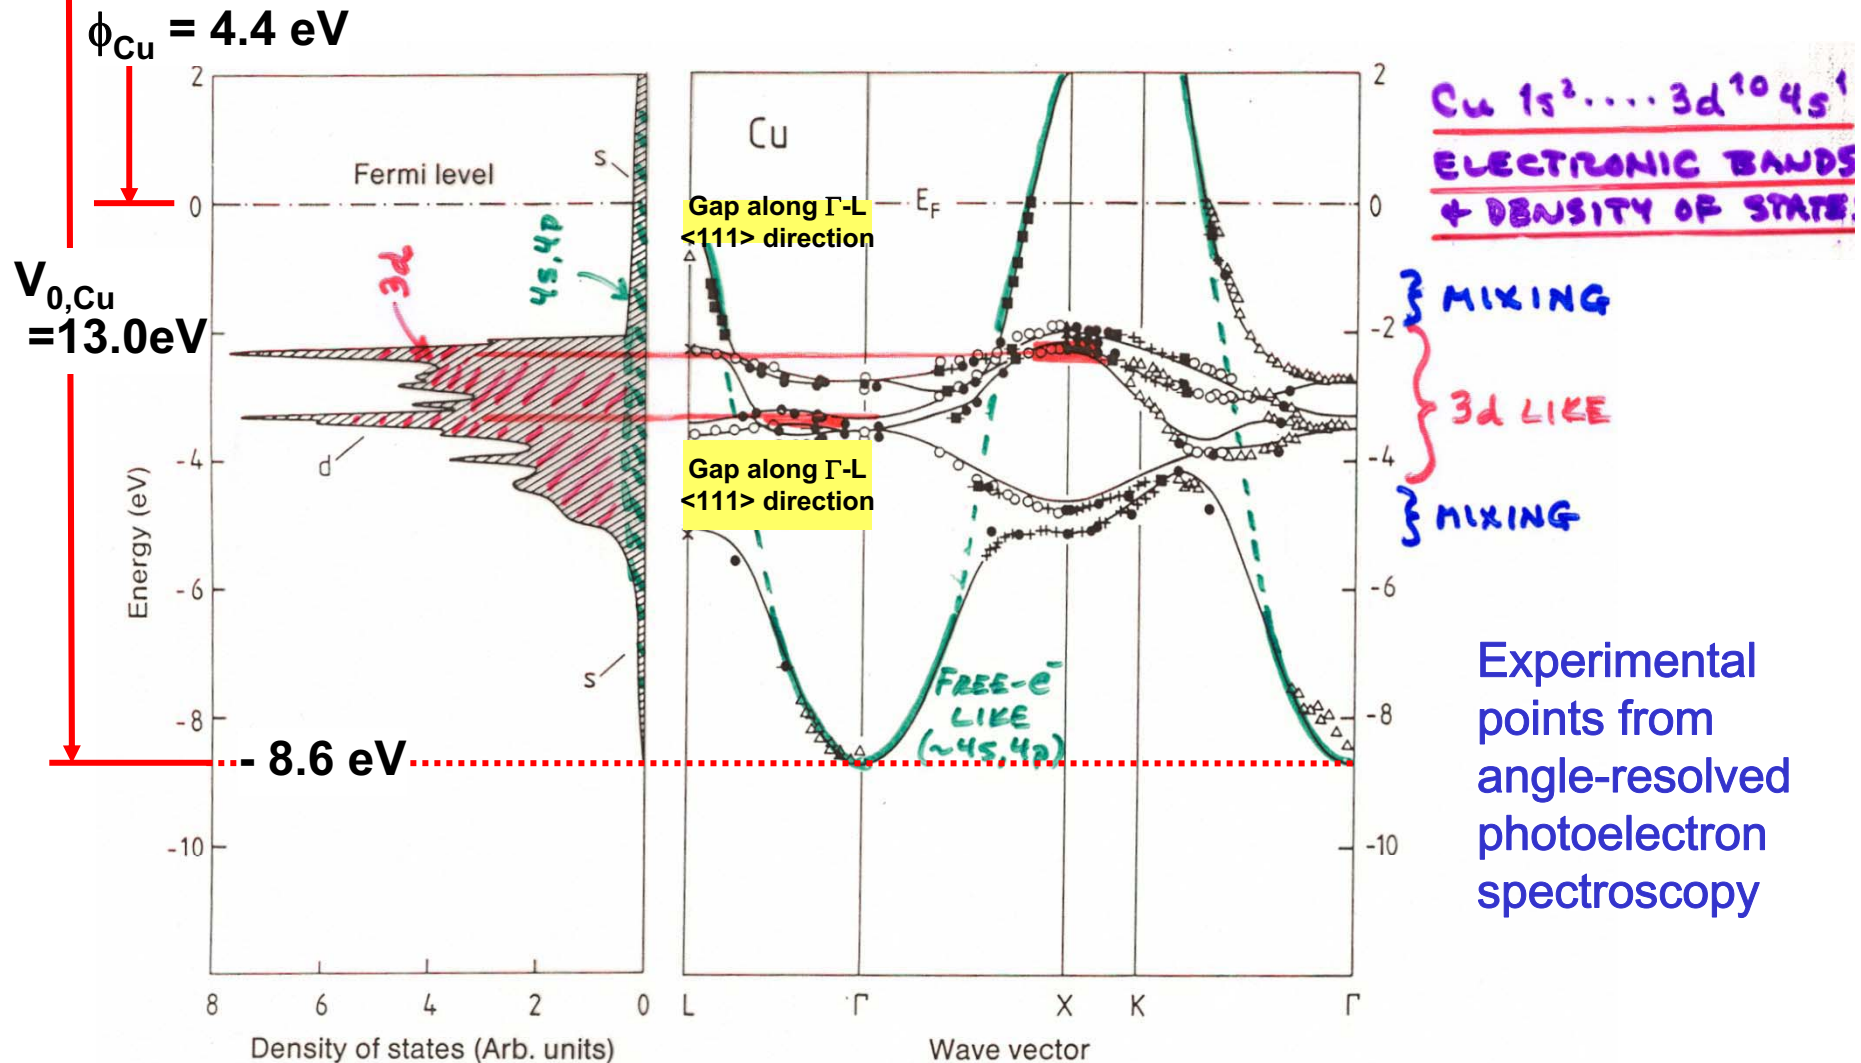 ϕCu = 4.4 eV
V0,Cu
=13.0eV
- 8.6 eV
2
0
-2
-4
-6
-8
-10
Energy (eV)
Fermi level
s
3d
4s,4p
d
s
8 6 4 2 0
Density of states (Arb. units)
Cu
EF
Gap along Γ-L
<111> direction
Gap along Γ-L
<111> direction
FREE-e-
LIKE
(~4s,4p)
L Γ X K Γ
Wave vector
2
0
-2
-4
-6
-8
-10
Cu 1s² .... 3d¹⁰ 4s¹
ELECTRONIC BANDS
+ DENSITY OF STATE
} MIXING
} 3d LIKE
} MIXING
Experimental
points from
angle-resolved
photoelectron
spectroscopy